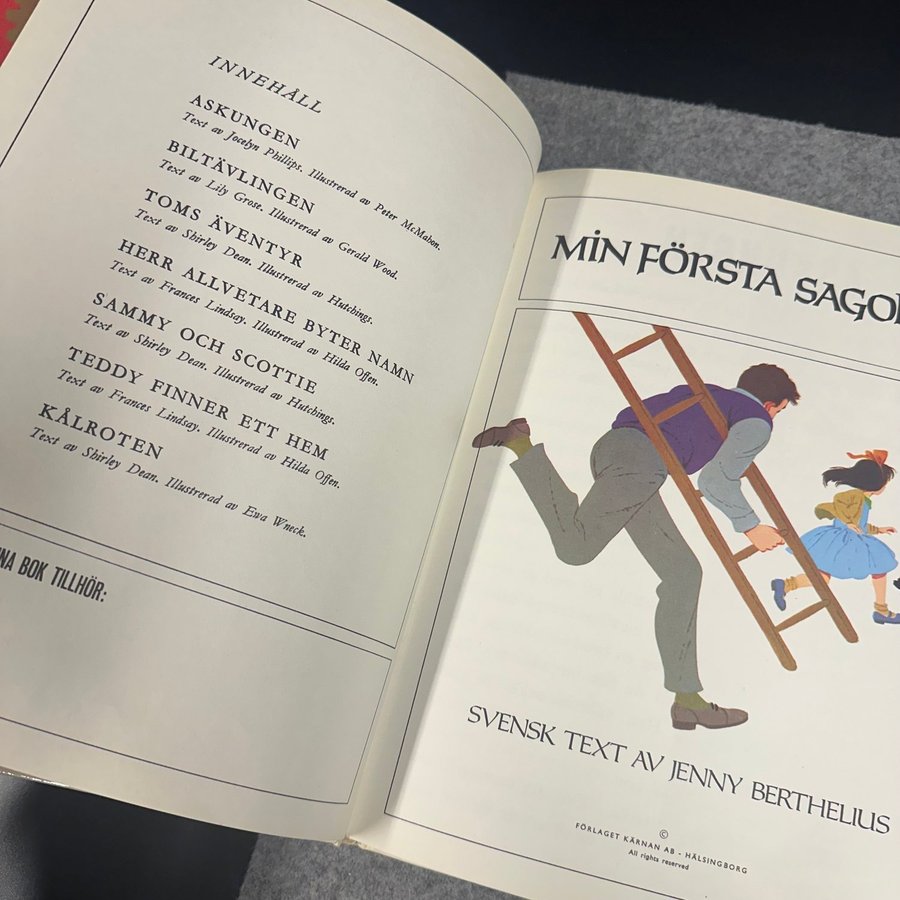 INNEHÅLL
ASKUNGEN
Text av Jocelyn Phillips. Illustrerad av Peter McMahon.
BILTÄVLINGEN
Text av Lily Grose. Illustrerad av Gerald Wood.
TOMS ÄVENTYR
Text av Shirley Dean. Illustrerad av Hutchings.
HERR ALLVETARE BYTER NAMN
Text av Frances Lindsay. Illustrerad av Hilda Offen.
SAMMY OCH SCOTTIE
Text av Shirley Dean. Illustrerad av Hutchings.
TEDDY FINNER ETT HEM
Text av Frances Lindsay. Illustrerad av Hilda Offen.
KÅLROTEN
Text av Shirley Dean. Illustrerad av Ewa Wneck.
BOK TILLHÖR:
MIN FÖRSTA
SVENSK TEXT AV JENNY BERTHELIUS
©
FÖRLAGET KÄRNAN AB - HÄLSINGBORG
All rights reserved